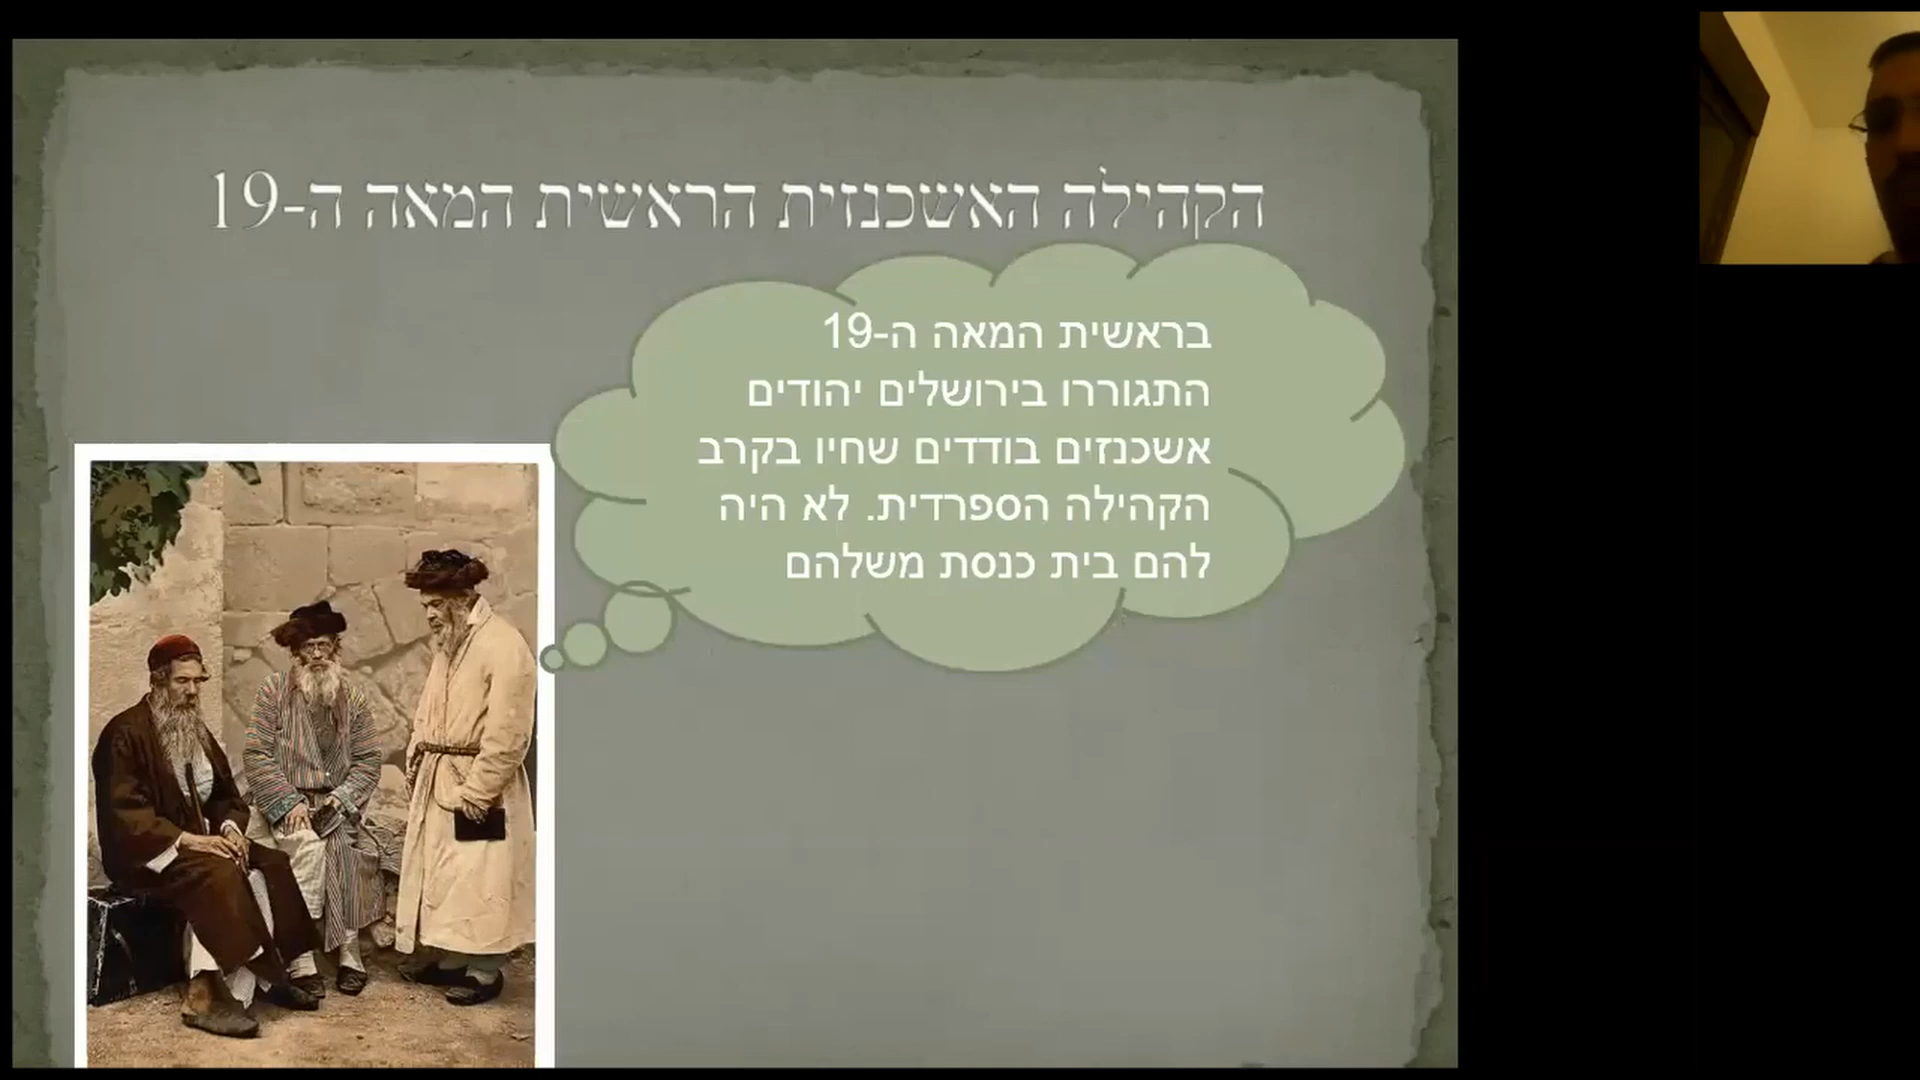 הקהילה האשכנזית הראשית המאה ה-19
בראשית המאה ה-19
התגוררו בירושלים יהודים
אשכנזים בודדים שחיו בקרב
הקהילה הספרדית. לא היה
להם בית כנסת משלהם